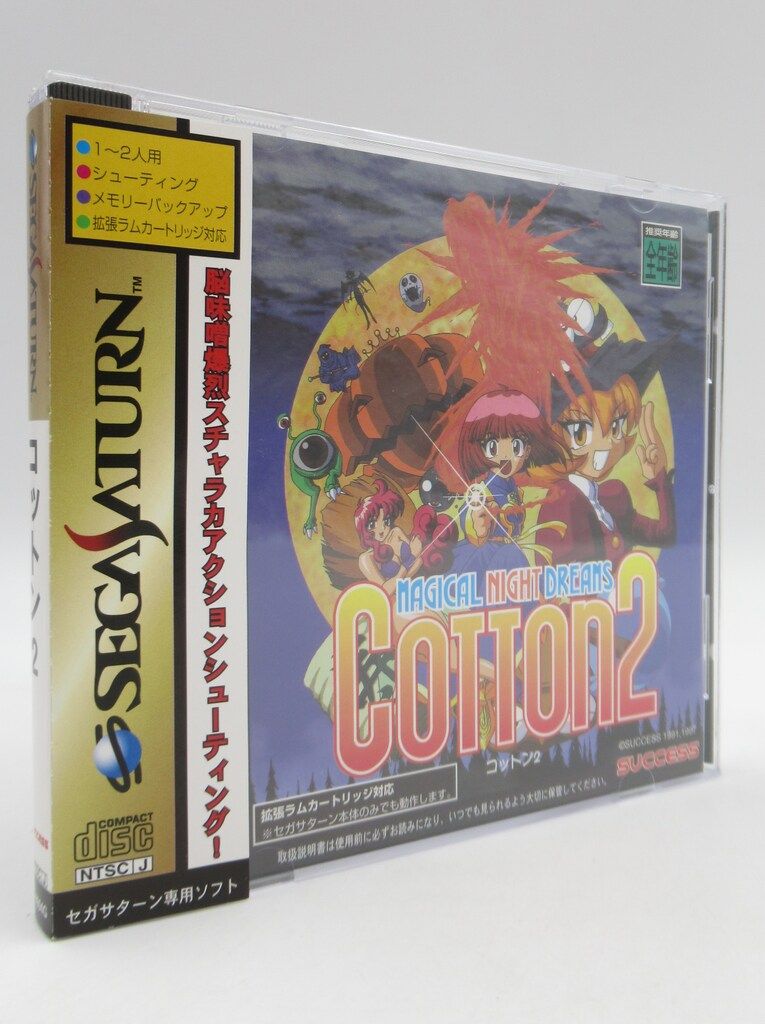 1〜2人用
シューティング
メモリーバックアップ
拡張ラムカートリッジ対応
SEGA SATURN
コットン2
SEGA SATURN™
COMPACT
disc
NTSC J
セガサターン専用ソフト
脳味噌爆烈スチャラカアクションシューティング!
推奨年齢
全年齢
MAGICAL NIGHT DREAMS
COTTON2
コットン2
©SUCCESS 1991,1997
SUCCESS
拡張ラムカートリッジ対応
※セガサターン本体のみでも動作します。
取扱説明書は使用前に必ずお読みになり、いつでも見られるよう大切に保管してください。